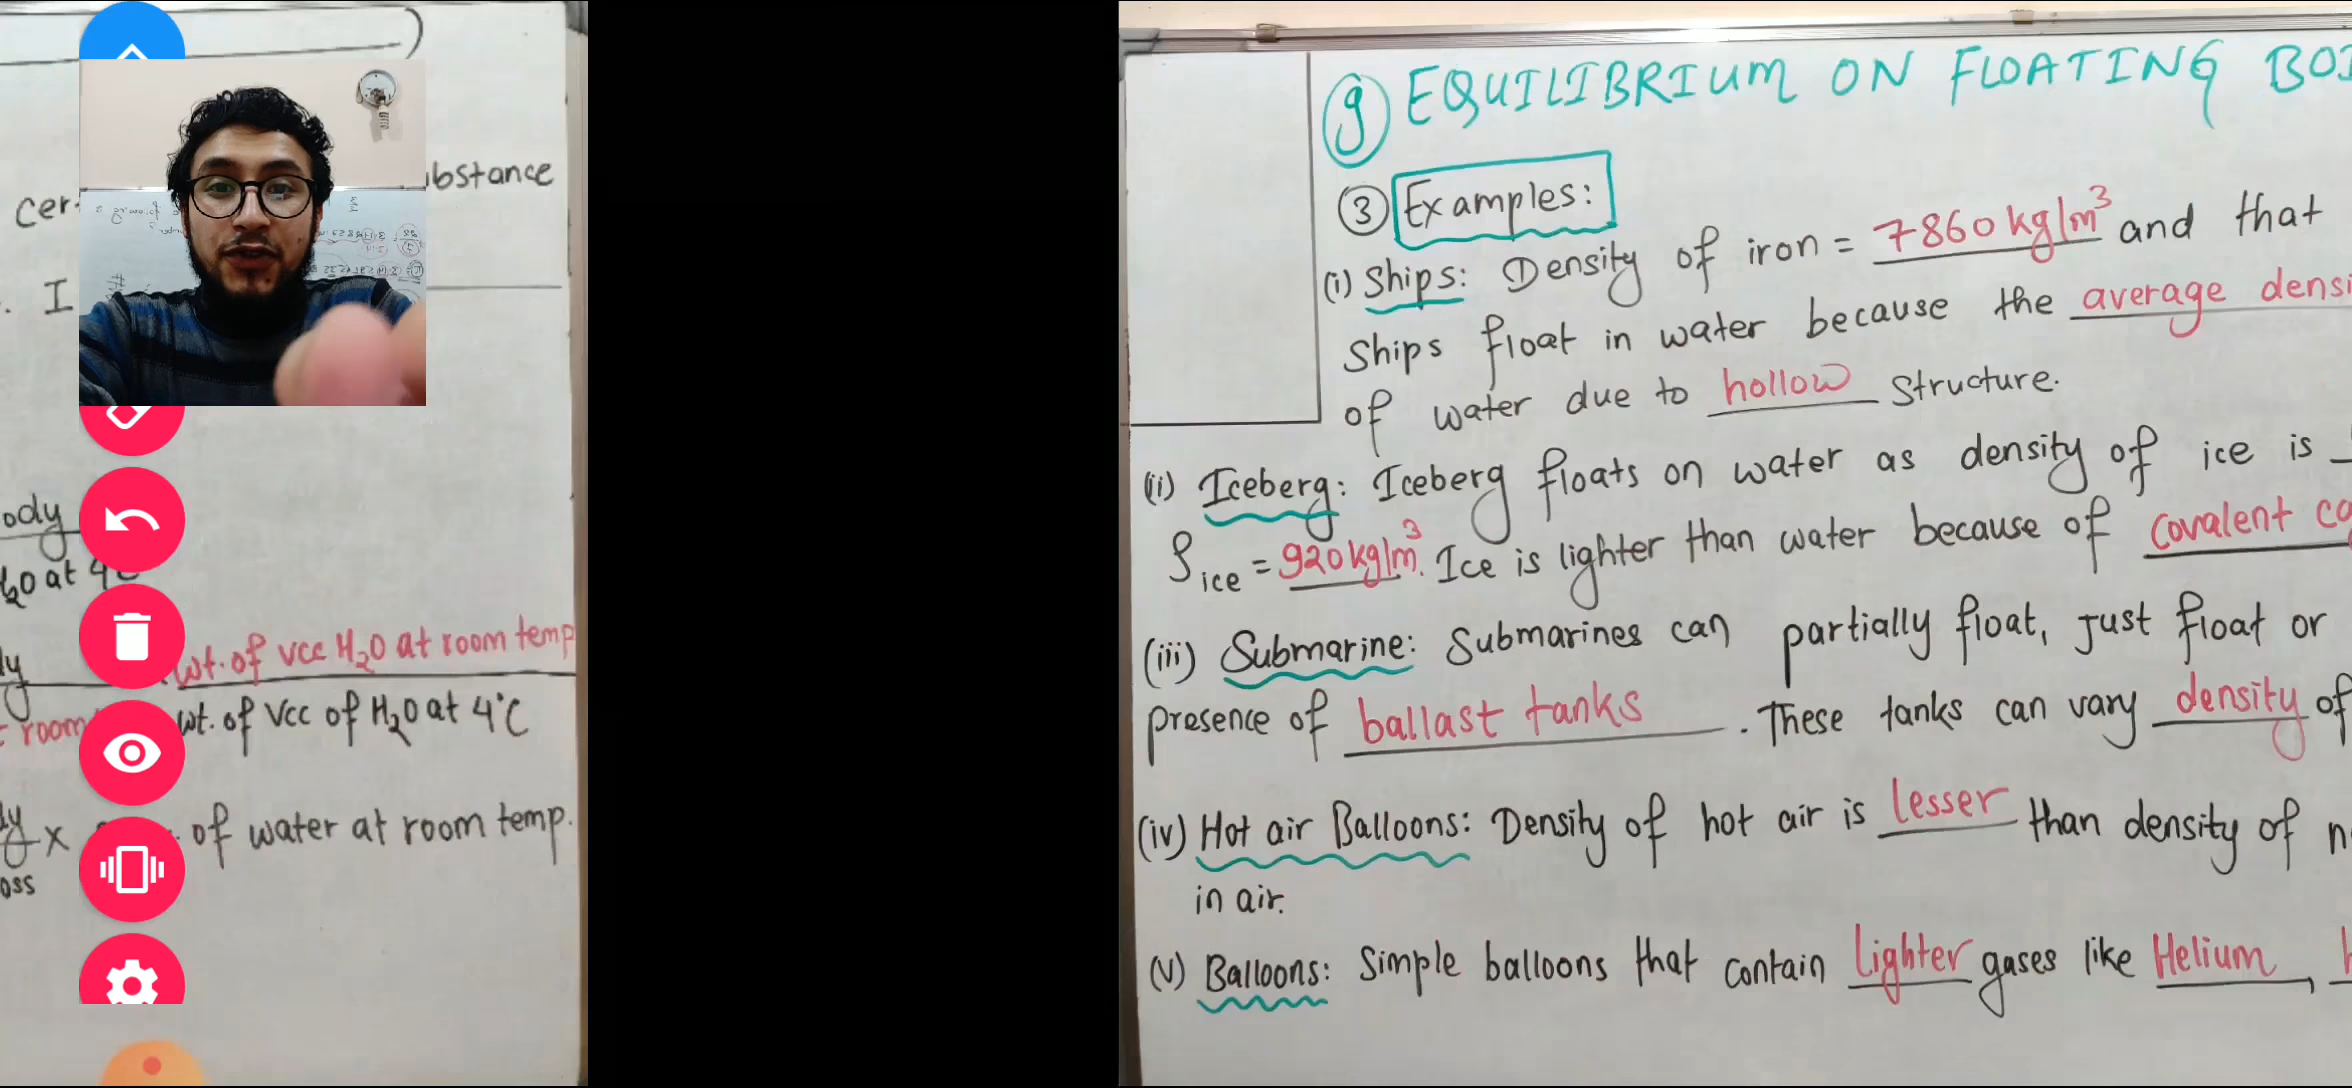 bstance
cer
. I
ody
H₂O at 4°C
wt. of vcc H₂O at room temp
room
wt. of Vcc of H₂O at 4°C
x of water at room temp.
oss
9 EQUILIBRIUM ON FLOATING BO
3 Examples:
(i) Ships: Density of iron = 7860 kg/m³ and that
Ships float in water because the average densi
of water due to hollow structure.
(ii) Iceberg: Iceberg floats on water as density of ice is
ρice = 920 kg/m³. Ice is lighter than water because of covalent co
(iii) Submarine: Submarines can partially float, just float or
presence of ballast tanks. These tanks can vary density of
(iv) Hot air Balloons: Density of hot air is lesser than density of n
in air.
(v) Balloons: Simple balloons that contain Lighter gases like Helium, h